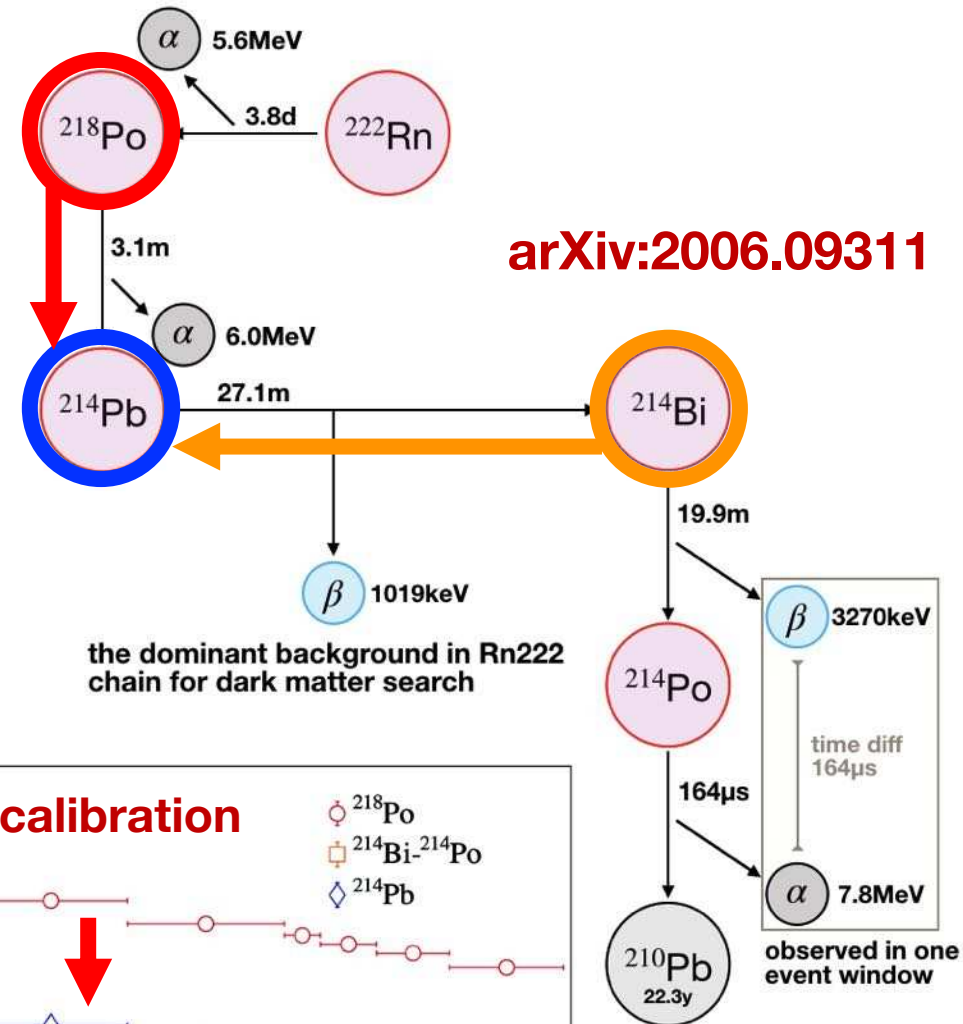 α 5.6MeV
²¹⁸Po
3.8d
²²²Rn
3.1m
arXiv:2006.09311
α 6.0MeV
²¹⁴Pb
27.1m
²¹⁴Bi
19.9m
β 1019keV
β 3270keV
the dominant background in Rn222
chain for dark matter search
²¹⁴Po
time diff
164μs
164μs
α 7.8MeV
observed in one
event window
²¹⁰Pb
22.3y
calibration
²¹⁸Po
²¹⁴Bi-²¹⁴Po
²¹⁴Pb